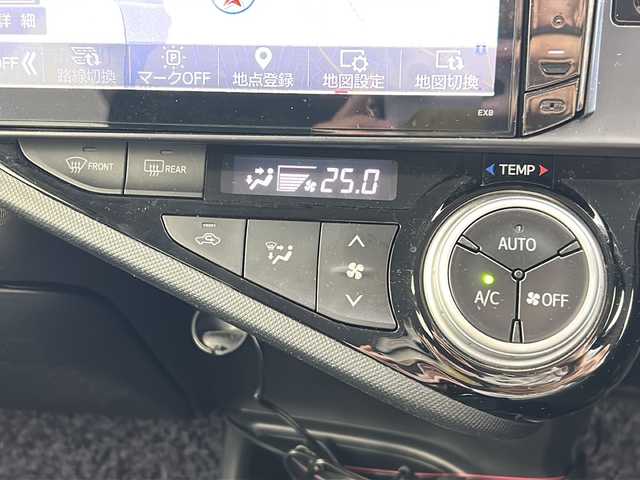 詳細
OFF
路線切換
マークOFF
地点登録
地図設定
地図切換
EXB
FRONT
REAR
25.0
TEMP
AUTO
A/C
OFF